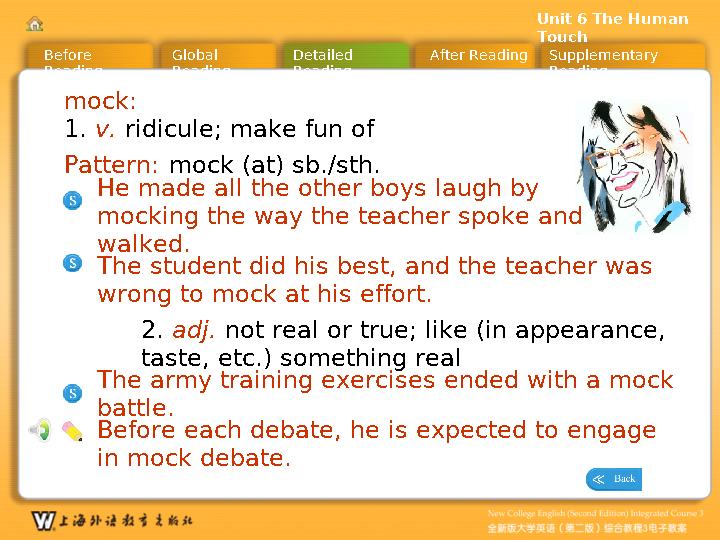 Unit 6 The Human
Touch
Before
Reading
Global
Reading
Detailed
Reading
After Reading
Supplementary
Reading
mock:
1. v. ridicule; make fun of
Pattern: mock (at) sb./sth.
S
He made all the other boys laugh by
mocking the way the teacher spoke and
walked.
S
The student did his best, and the teacher was
wrong to mock at his effort.
2. adj. not real or true; like (in appearance,
taste, etc.) something real
S
The army training exercises ended with a mock
battle.
Before each debate, he is expected to engage
in mock debate.
Back
W 上海外语教育出版社
New College English (Second Edition) Integrated Course 3
全新版大学英语（第二版）综合教程3电子教案